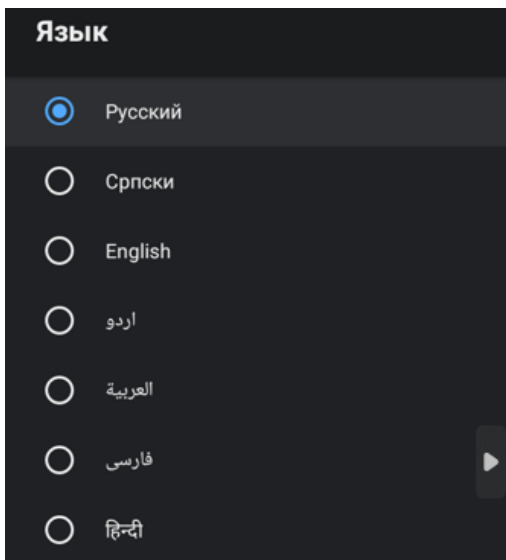 Язык
Русский
Српски
English
اردو
العربية
فارسی
हिन्दी